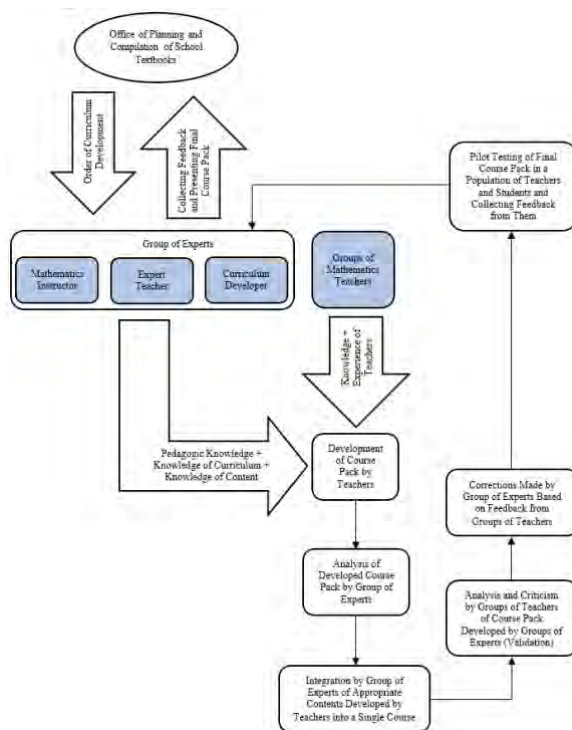 Office of Planning and
Compilation of School
Textbooks
Order of Curriculum
Development
Collecting Feedback
and Presenting Final
Course Pack
Pilot Testing of Final
Course Pack in a
Population of Teachers
and Students and
Collecting Feedback
from Them
Group of Experts
Mathematics
Instructor
Expert
Teacher
Curriculum
Developer
Groups of
Mathematics
Teachers
Knowledge +
Experience of
Teachers
Pedagogic Knowledge +
Knowledge of Curriculum +
Knowledge of Content
Development
of Course
Pack by
Teachers
Corrections Made by
Group of Experts Based
on Feedback from
Groups of Teachers
Analysis of
Developed Course
Pack by Group of
Experts
Analysis and Criticism
by Groups of Teachers
of Course Pack
Developed by Groups of
Experts (Validation)
Integration by Group of
Experts of Appropriate
Contents Developed by
Teachers into a Single Course